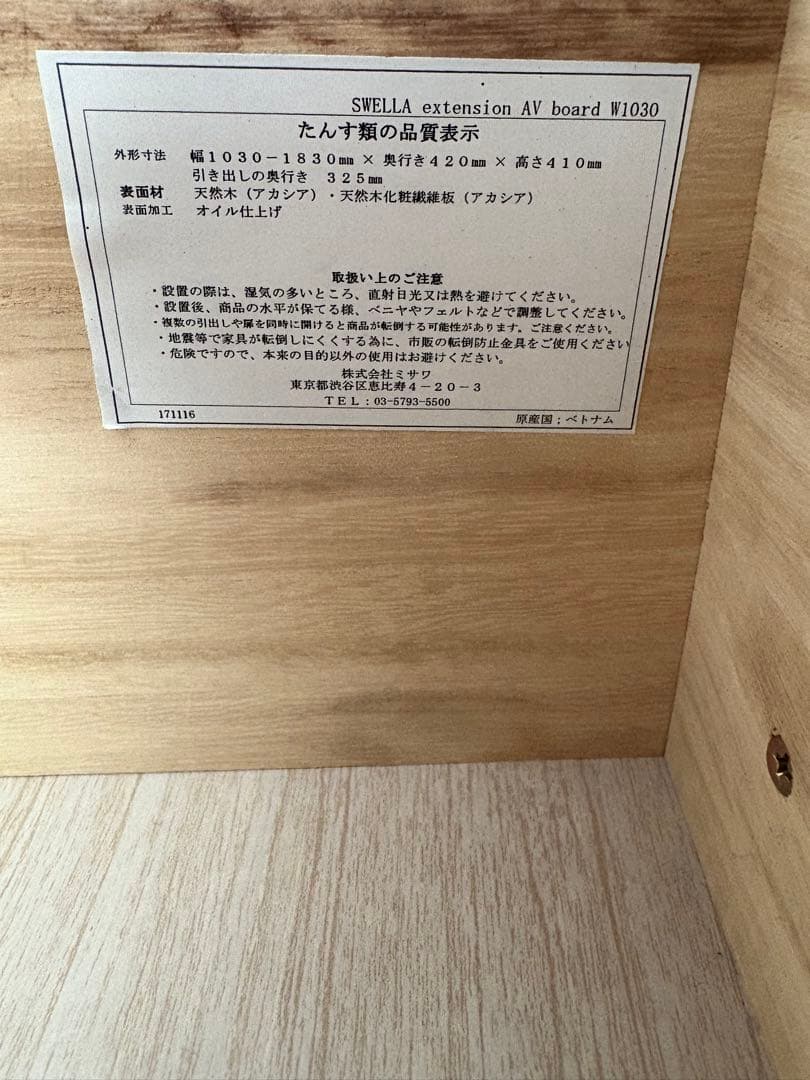 SWELLA extension AV board W1030
たんす類の品質表示
外形寸法 幅1030-1830㎜ × 奥行き420㎜ × 高さ410㎜
引き出しの奥行き 325㎜
表面材 天然木（アカシア）・天然木化粧繊維板（アカシア）
表面加工 オイル仕上げ
取扱い上のご注意
・設置の際は、湿気の多いところ、直射日光又は熱を避けてください。
・設置後、商品の水平が保てる様、ベニヤやフェルトなどで調整してください。
・複数の引出しや扉を同時に開けると商品が転倒する可能性があります。ご注意ください。
・地震等で家具が転倒しにくくする為に、市販の転倒防止金具をご使用ください
・危険ですので、本来の目的以外の使用はお避けください。
株式会社ミサワ
東京都渋谷区恵比寿4-20-3
TEL：03-5793-5500
171116 原産国；ベトナム